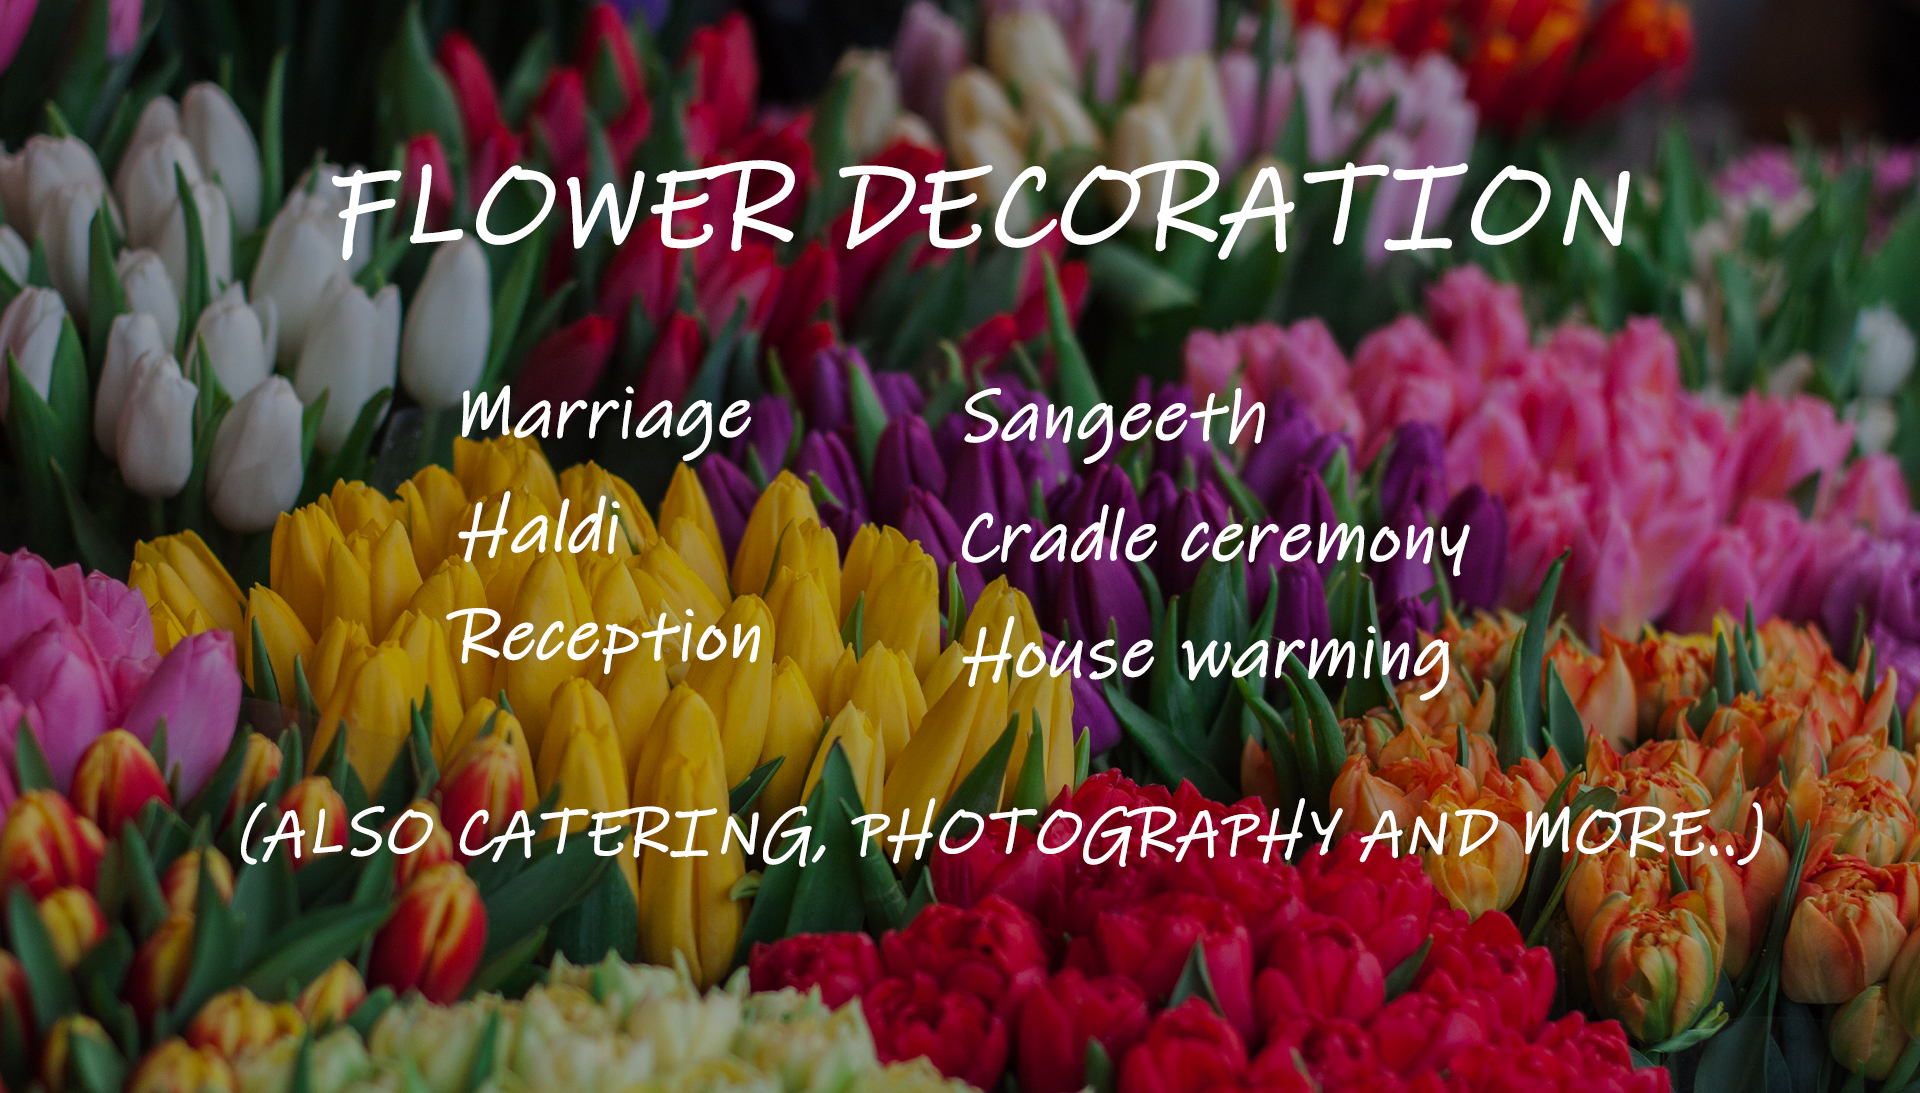 FLOWER DECORATION
Marriage
Haldi
Reception
Sangeeth
Cradle ceremony
House warming
(ALSO CATERING, PHOTOGRAPHY AND MORE..)